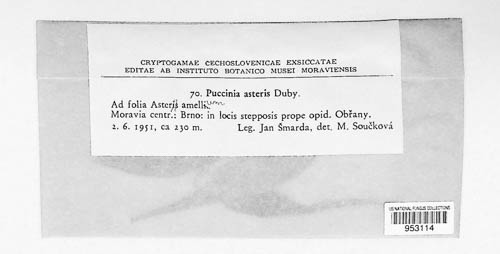 CRYPTOGAMAE CECHOSLOVENICAE EXSICCATAE
EDITAE AB INSTITUTO BOTANICO MUSEI MORAVIENSIS
70. Puccinia asteris Duby.
Ad folia Asteris amelli
Moravia centr.: Brno: in locis stepposis prope opid. Obřany.
2. 6. 1951, ca 230 m. Leg. Jan Šmarda, det. M. Součková
US NATIONAL FUNGUS COLLECTIONS
953114